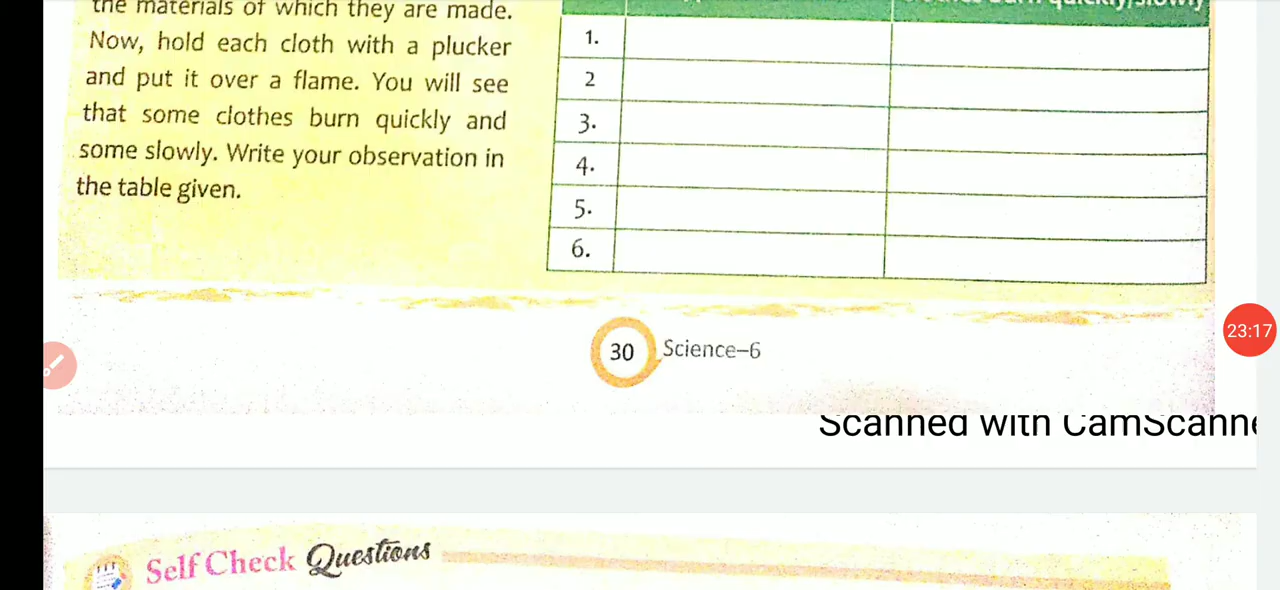 the materials of which they are made.
Now, hold each cloth with a plucker
and put it over a flame. You will see
that some clothes burn quickly and
some slowly. Write your observation in
the table given.
quickly/slowly
1.
2
3.
4.
5.
6.
30 Science–6
23:17
Scanned with CamScanne
Self Check Questions